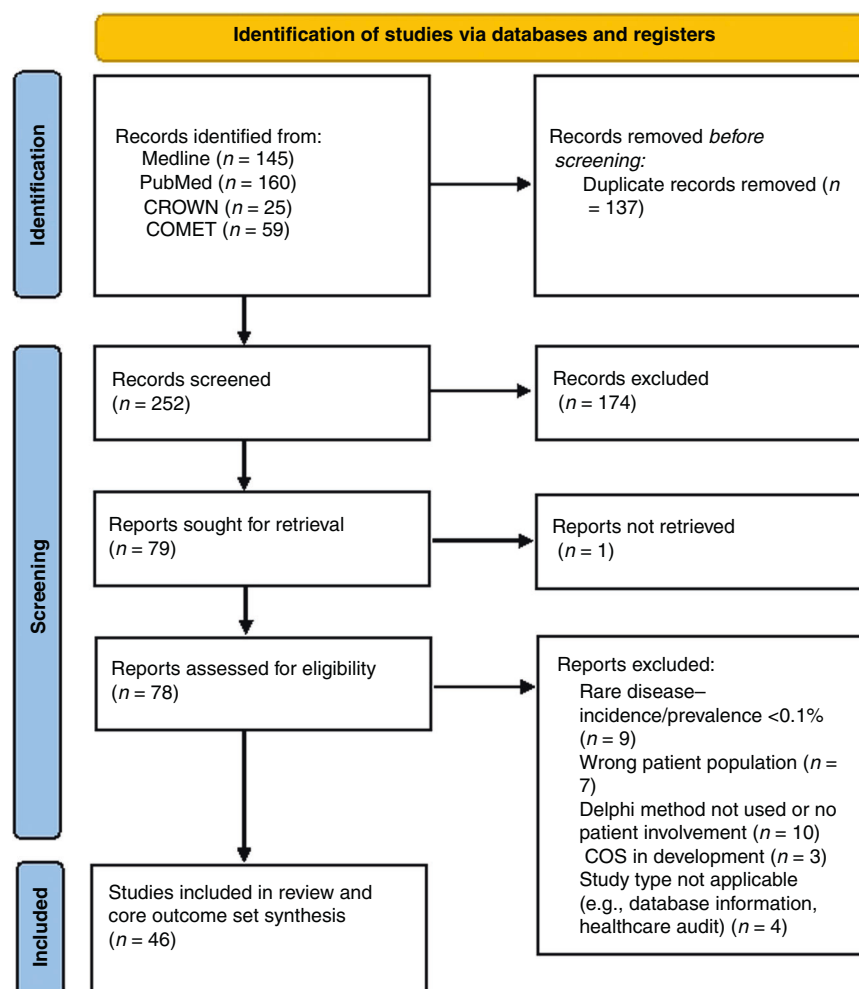 Identification of studies via databases and registers
Identification
Records identified from:
Medline (n = 145)
PubMed (n = 160)
CROWN (n = 25)
COMET (n = 59)
Records removed before
screening:
Duplicate records removed (n
= 137)
Screening
Records screened
(n = 252)
Records excluded
(n = 174)
Reports sought for retrieval
(n = 79)
Reports not retrieved
(n = 1)
Reports assessed for eligibility
(n = 78)
Reports excluded:
Rare disease–
incidence/prevalence <0.1%
(n = 9)
Wrong patient population (n =
7)
Delphi method not used or no
patient involvement (n = 10)
COS in development (n = 3)
Study type not applicable
(e.g., database information,
healthcare audit) (n = 4)
Included
Studies included in review and
core outcome set synthesis
(n = 46)